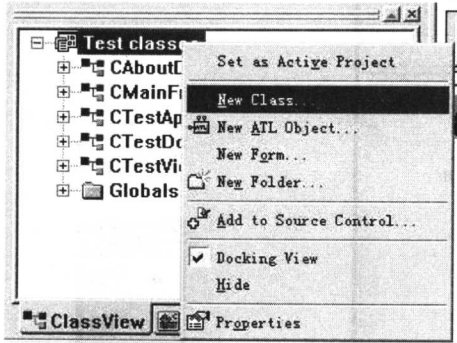 Test classes
CAboutD
CMainFr
CTestAp
CTestDo
CTestVi
Globals
ClassView
Set as Active Project
New Class...
New ATL Object...
New Form...
New Folder...
Add to Source Control...
Docking View
Hide
Properties